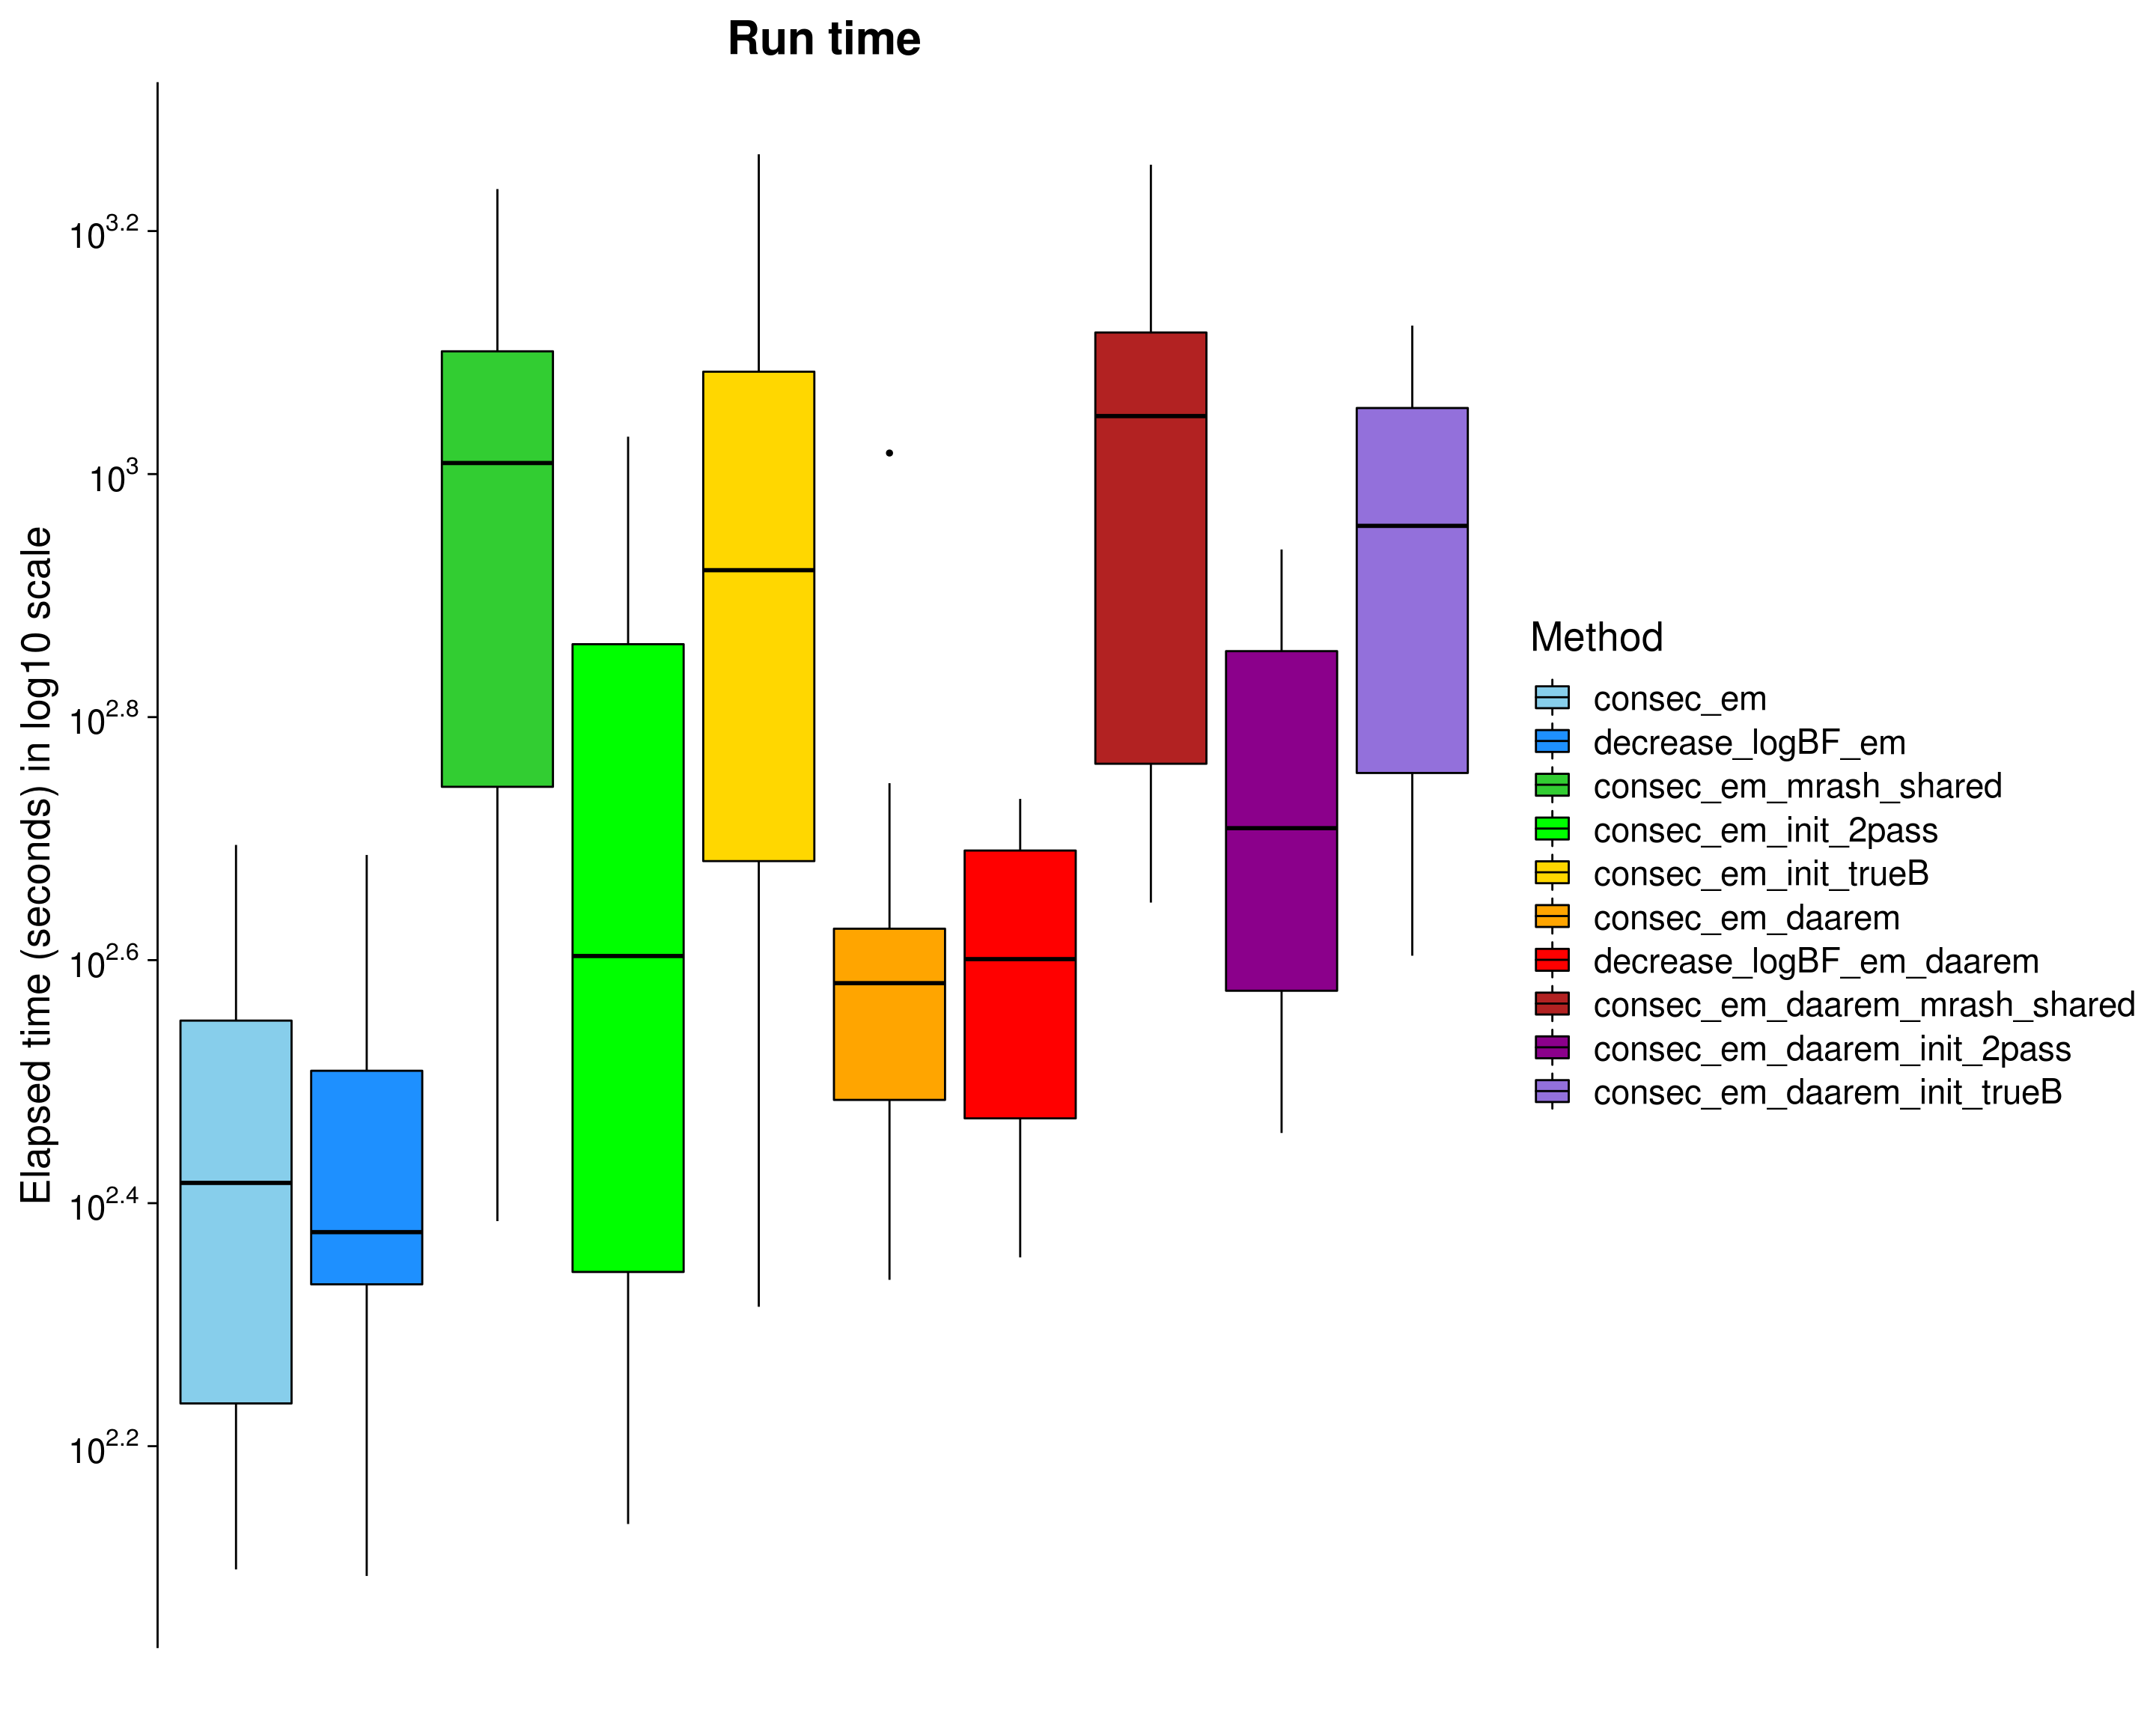 Run time
Elapsed time (seconds) in log10 scale
10^3.2
10^3
10^2.8
10^2.6
10^2.4
10^2.2
Method
consec_em
decrease_logBF_em
consec_em_mrash_shared
consec_em_init_2pass
consec_em_init_trueB
consec_em_daarem
decrease_logBF_em_daarem
consec_em_daarem_mrash_shared
consec_em_daarem_init_2pass
consec_em_daarem_init_trueB